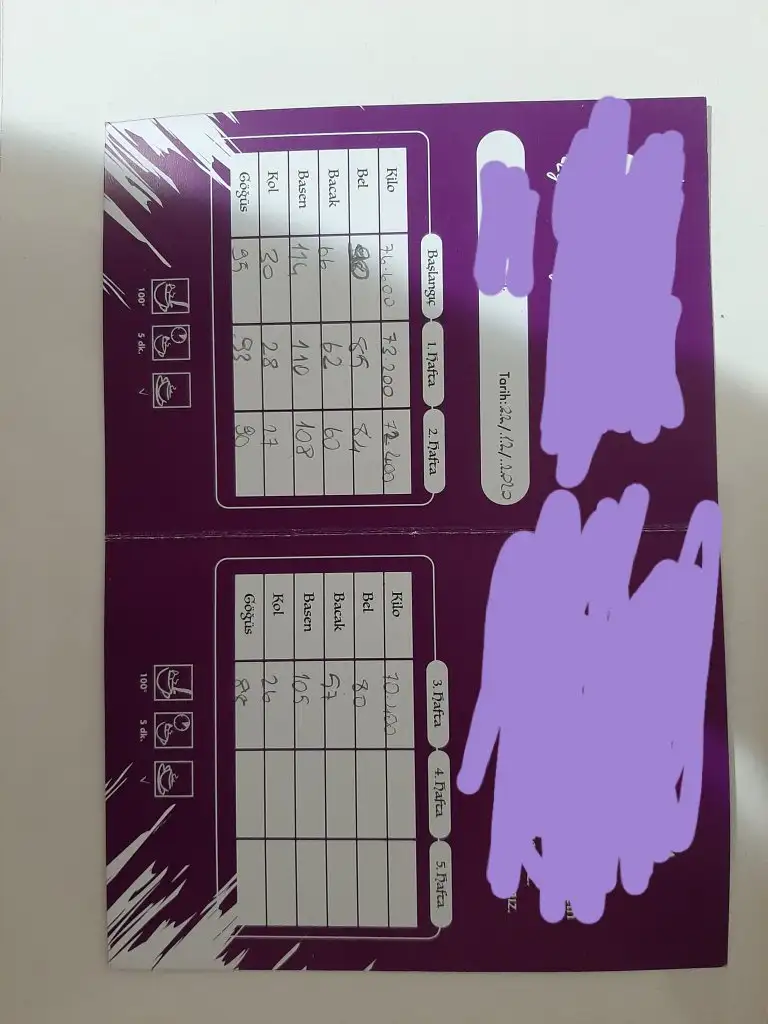 Tarih: 22/12/2020
Başlangıç 1. Hafta 2. Hafta
Kilo 74.600 73.200 72.400
Bel 90 85 84
Bacak 66 62 60
Basen 114 110 108
Kol 30 28 27
Göğüs 95 93 90
100° 5 dk. √
3. Hafta 4. Hafta 5. Hafta
Kilo 70.400
Bel 80
Bacak 57
Basen 105
Kol 26
Göğüs 88
100° 5 dk. √